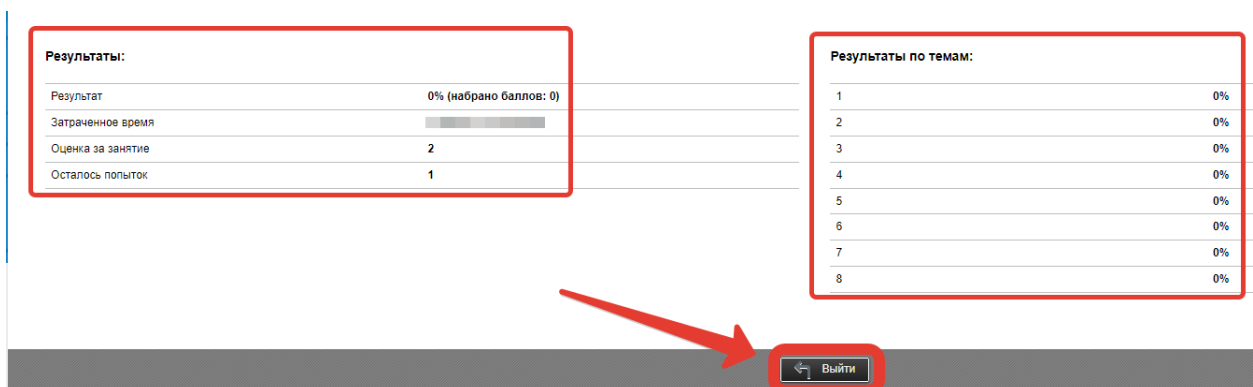 Результаты:
Результат 0% (набрано баллов: 0)
Затраченное время
Оценка за занятие 2
Осталось попыток 1
Результаты по темам:
1 0%
2 0%
3 0%
4 0%
5 0%
6 0%
7 0%
8 0%
Выйти